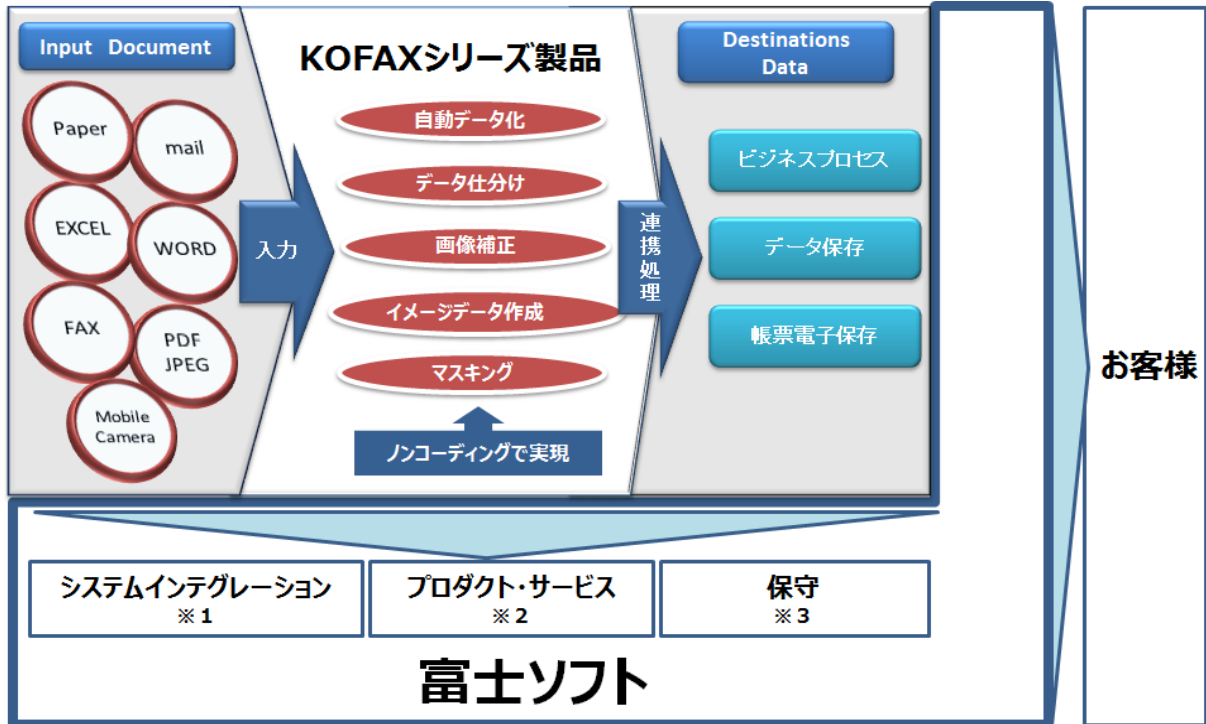 Input Document
Paper
mail
EXCEL
WORD
FAX
PDF
JPEG
Mobile
Camera
入力
KOFAXシリーズ製品
自動データ化
データ仕分け
画像補正
イメージデータ作成
マスキング
ノンコーディングで実現
連携処理
Destinations
Data
ビジネスプロセス
データ保存
帳票電子保存
お客様
システムインテグレーション
※1
プロダクト・サービス
※2
保守
※3
富士ソフト